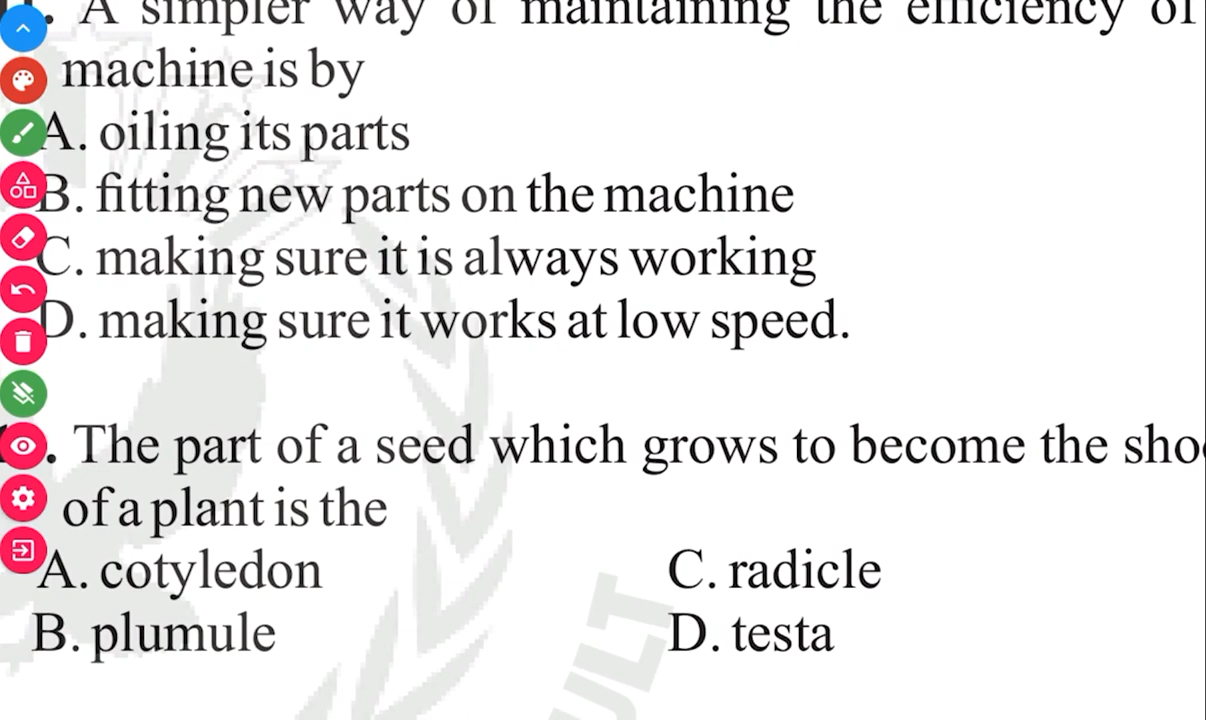 . A simpler way of maintaining the efficiency of
machine is by
A. oiling its parts
B. fitting new parts on the machine
C. making sure it is always working
D. making sure it works at low speed.
. The part of a seed which grows to become the
of a plant is the
A. cotyledon C. radicle
B. plumule D. testa